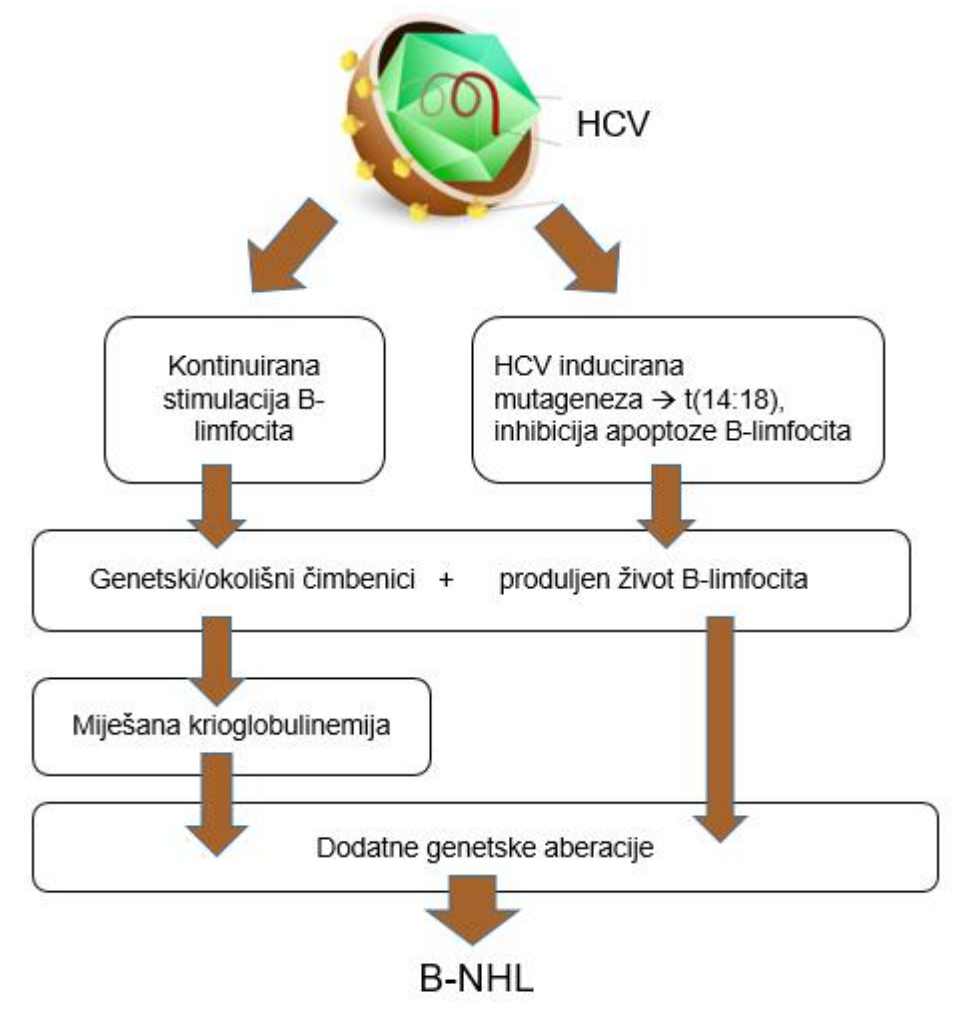 HCV
Kontinuirana
stimulacija B-
limfocita
HCV inducirana
mutageneza → t(14:18),
inhibicija apoptoze B-limfocita
Genetski/okolišni čimbenici + produljen život B-limfocita
Miješana krioglobulinemija
Dodatne genetske aberacije
B-NHL